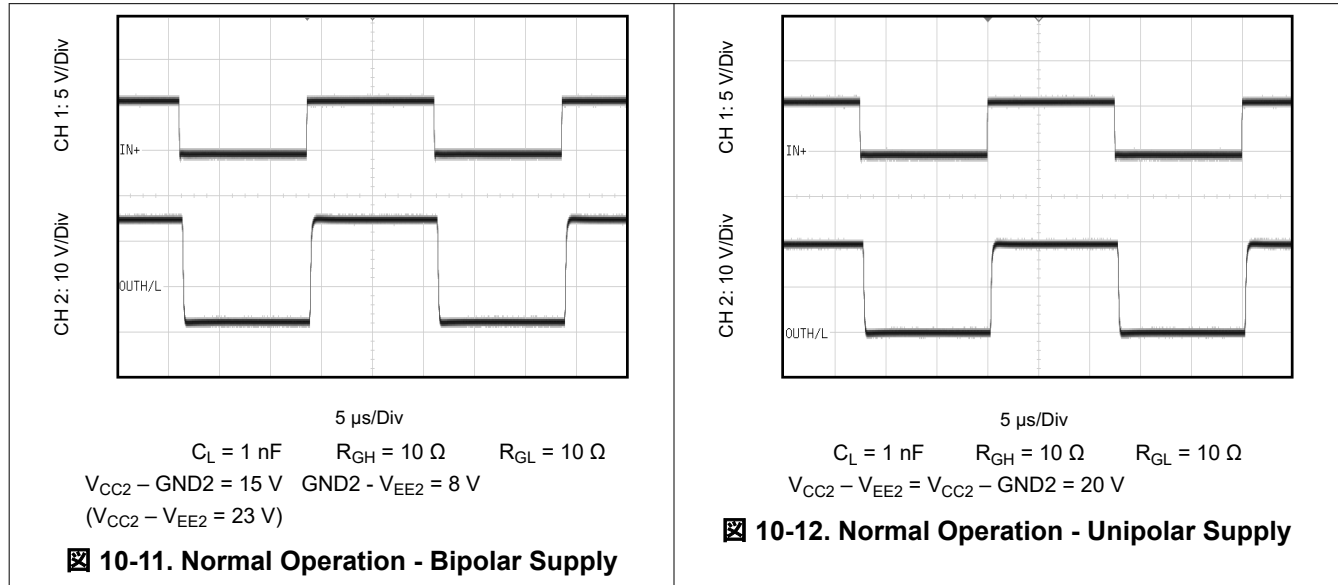 CH 1: 5 V/Div
IN+
CH 2: 10 V/Div
OUTH/L
5 µs/Div
C_L = 1 nF R_GH = 10 Ω R_GL = 10 Ω
V_CC2 – GND2 = 15 V GND2 - V_EE2 = 8 V
(V_CC2 – V_EE2 = 23 V)
図 10-11. Normal Operation - Bipolar Supply
CH 1: 5 V/Div
IN+
CH 2: 10 V/Div
OUTH/L
5 µs/Div
C_L = 1 nF R_GH = 10 Ω R_GL = 10 Ω
V_CC2 – V_EE2 = V_CC2 – GND2 = 20 V
図 10-12. Normal Operation - Unipolar Supply